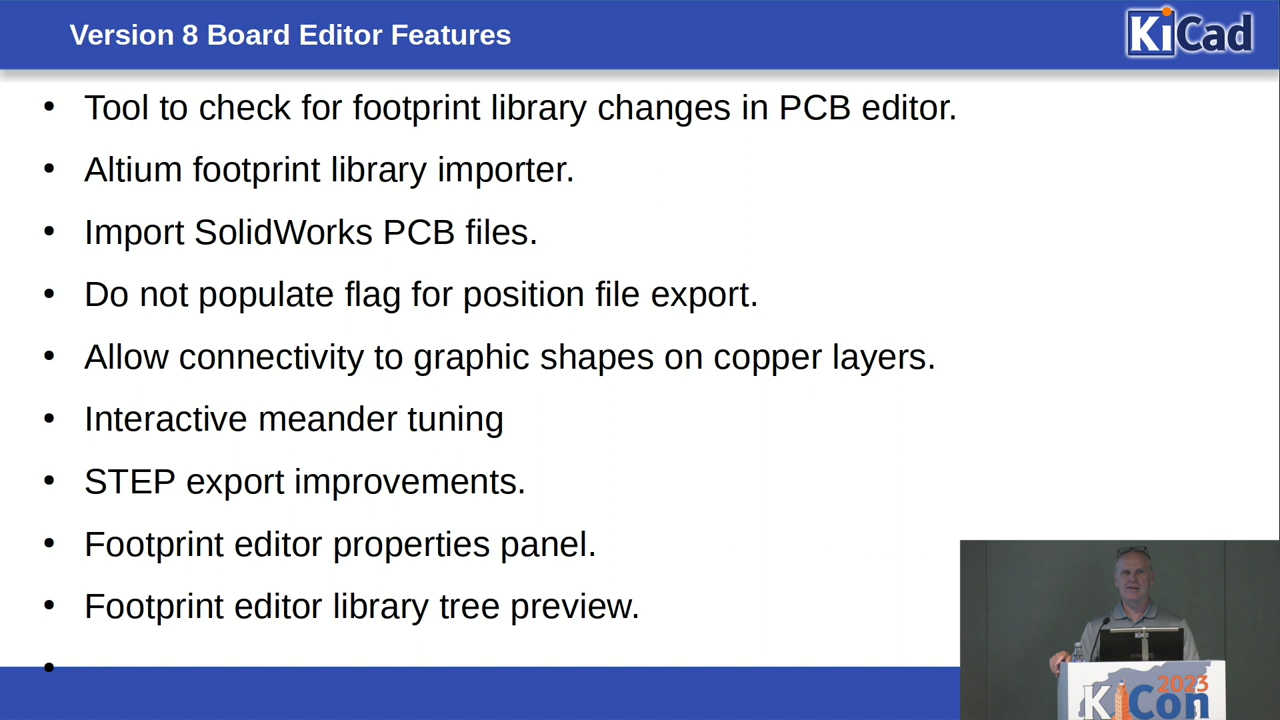 Version 8 Board Editor Features
KiCad
• Tool to check for footprint library changes in PCB editor.
• Altium footprint library importer.
• Import SolidWorks PCB files.
• Do not populate flag for position file export.
• Allow connectivity to graphic shapes on copper layers.
• Interactive meander tuning
• STEP export improvements.
• Footprint editor properties panel.
• Footprint editor library tree preview.
•
KiCad
2023
KiCon